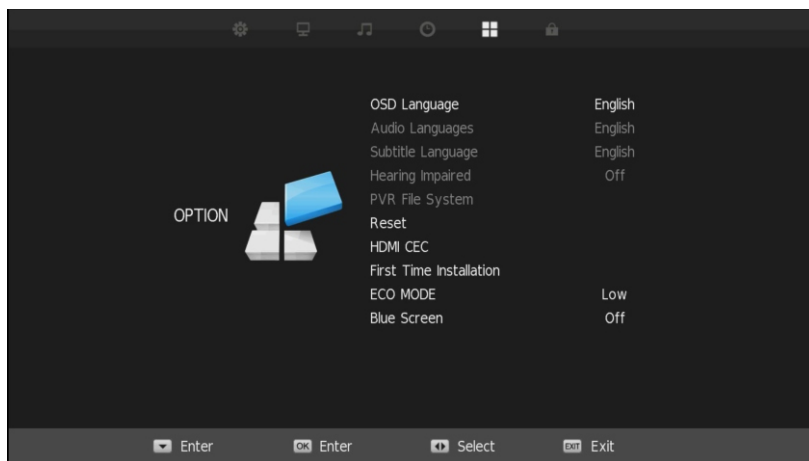 OSD Language English
Audio Languages English
Subtitle Language English
Hearing Impaired Off
PVR File System
OPTION
Reset
HDMI CEC
First Time Installation
ECO MODE Low
Blue Screen Off
Enter OK Enter Select EXIT Exit